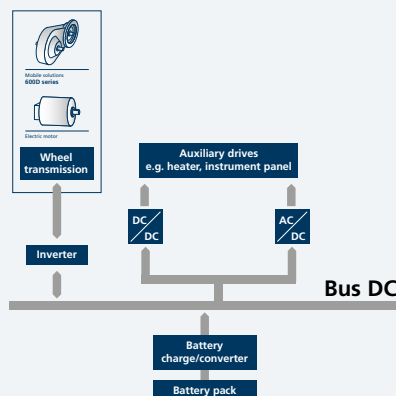 Mobile solutions
600D series
Electric motor
Wheel
transmission
Auxiliary drives
e.g. heater, instrument panel
DC
DC
AC
DC
Inverter
Bus DC
Battery
charge/converter
Battery pack